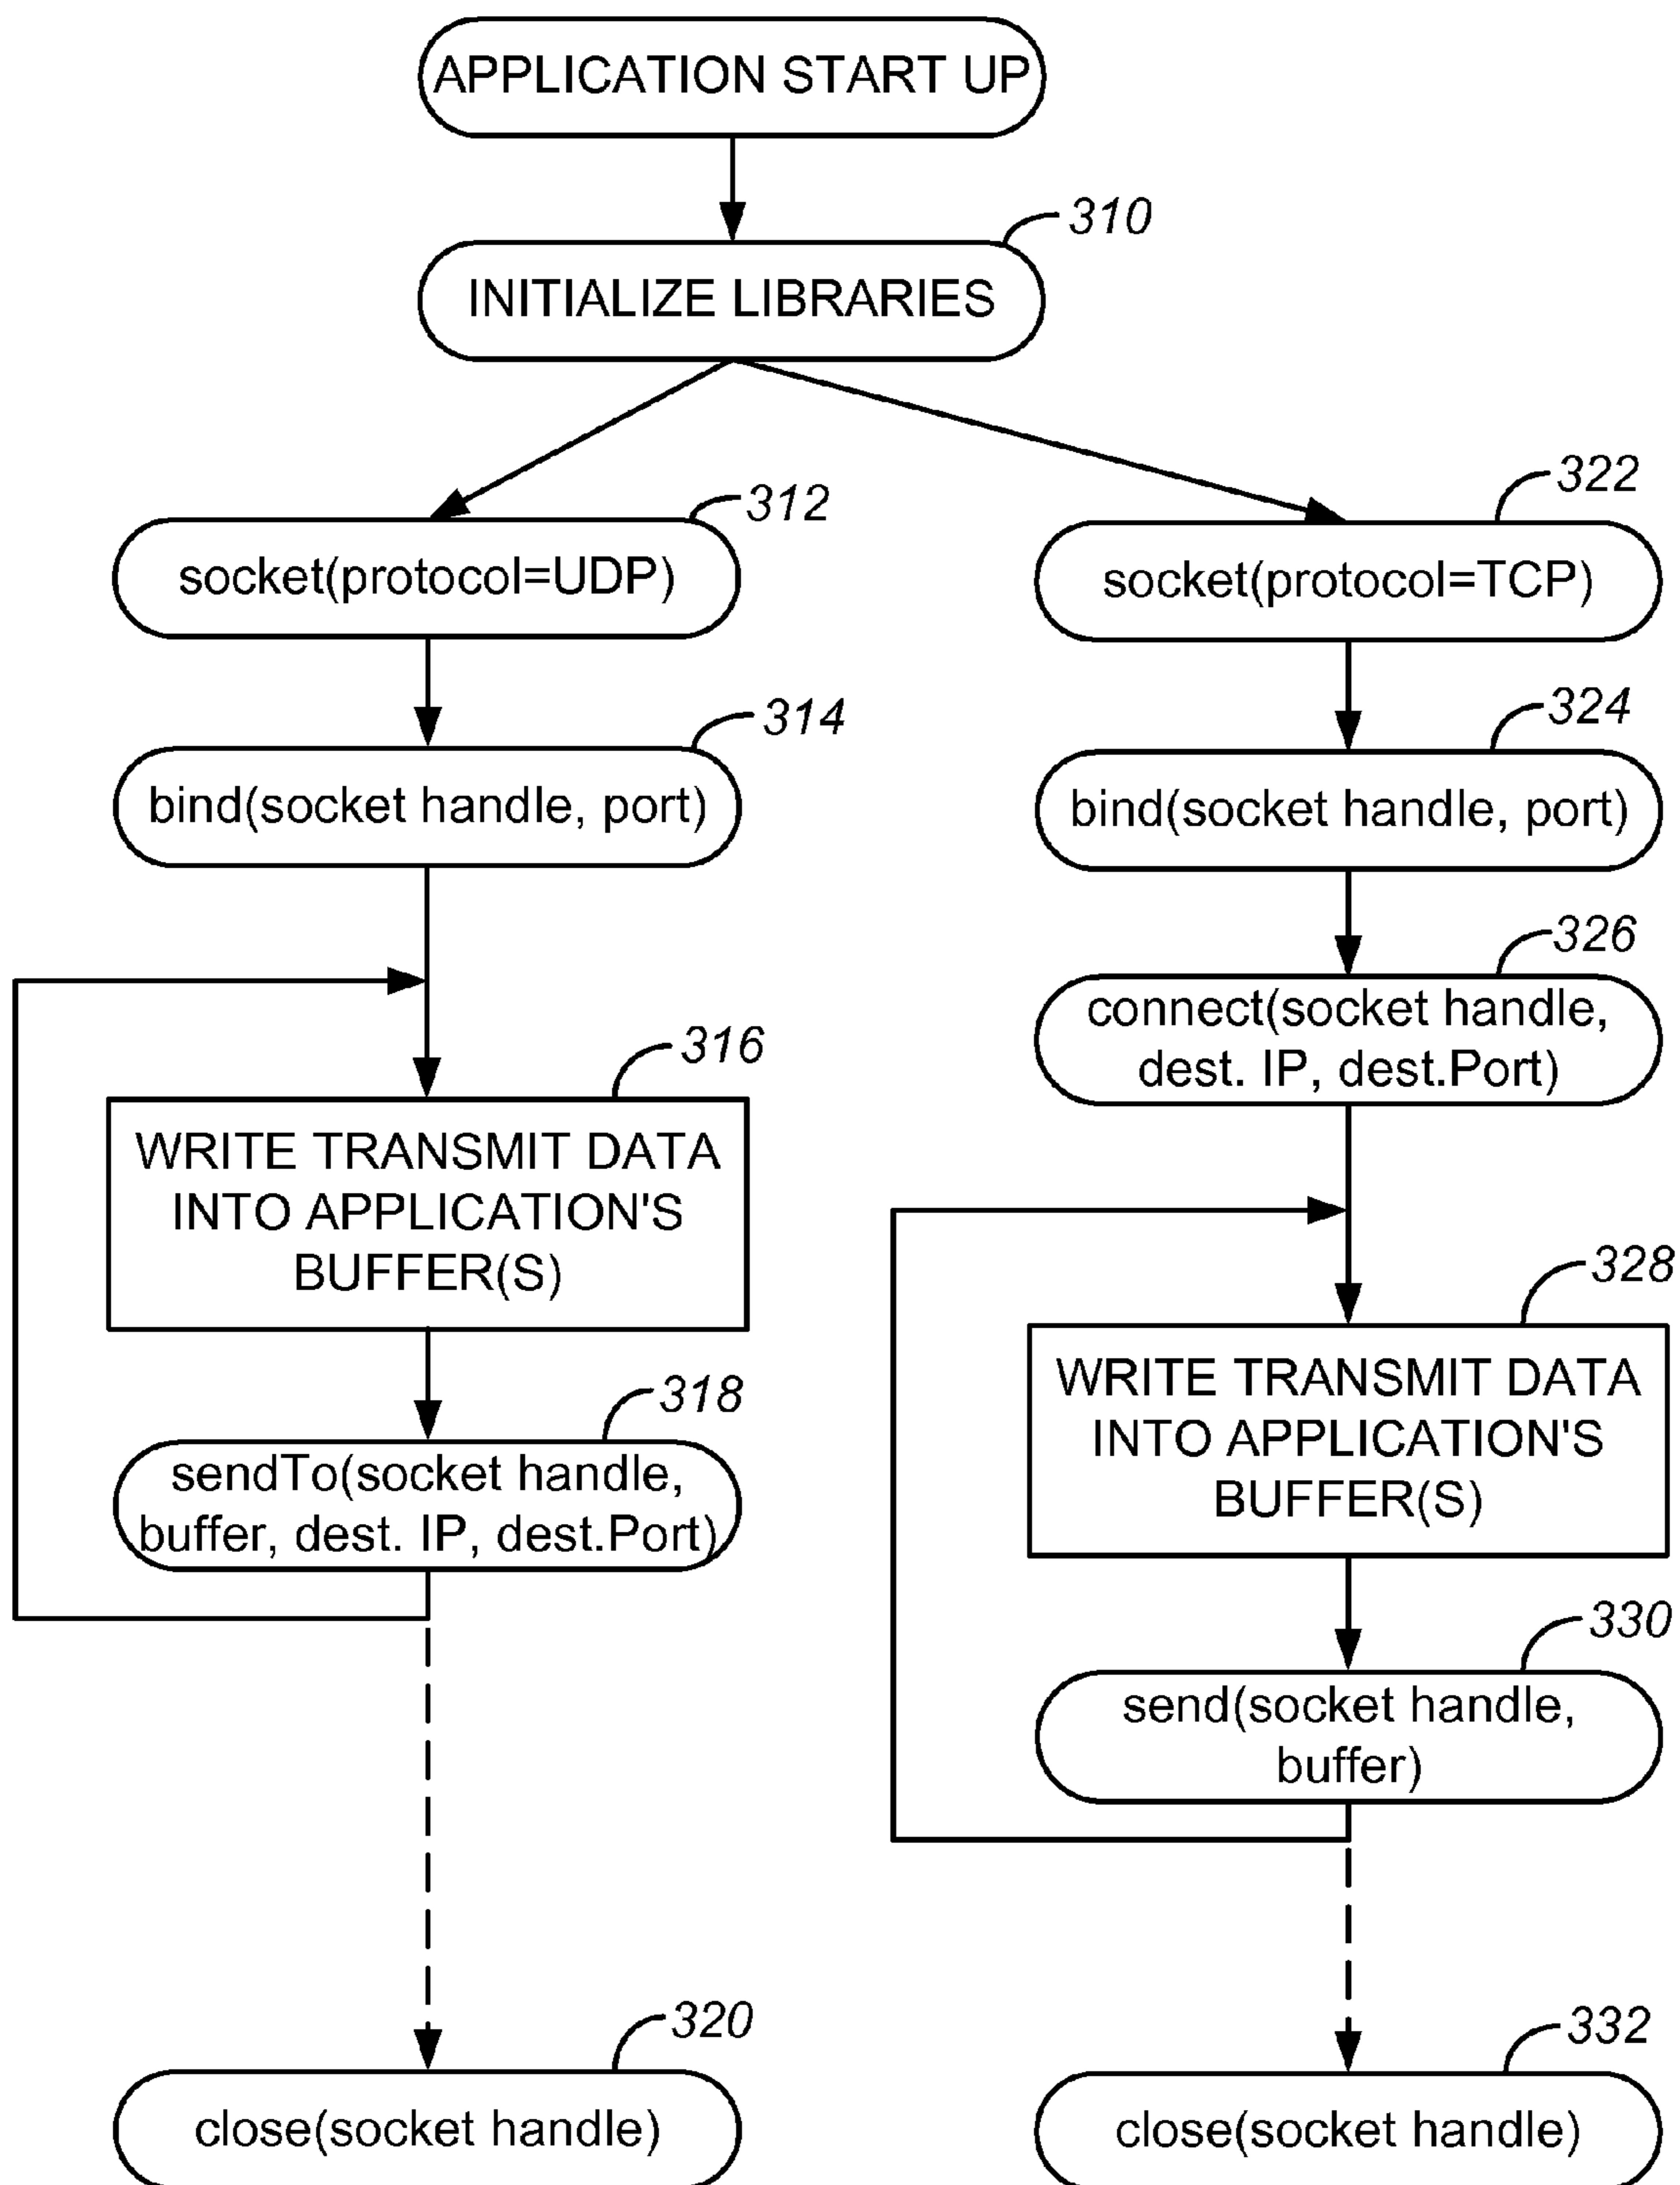 APPLICATION START UP
310
INITIALIZE LIBRARIES
312
socket(protocol=UDP)
314
bind(socket handle, port)
316
WRITE TRANSMIT DATA
INTO APPLICATION'S
BUFFER(S)
318
sendTo(socket handle,
buffer, dest. IP, dest.Port)
320
close(socket handle)
322
socket(protocol=TCP)
324
bind(socket handle, port)
326
connect(socket handle,
dest. IP, dest.Port)
328
WRITE TRANSMIT DATA
INTO APPLICATION'S
BUFFER(S)
330
send(socket handle,
buffer)
332
close(socket handle)